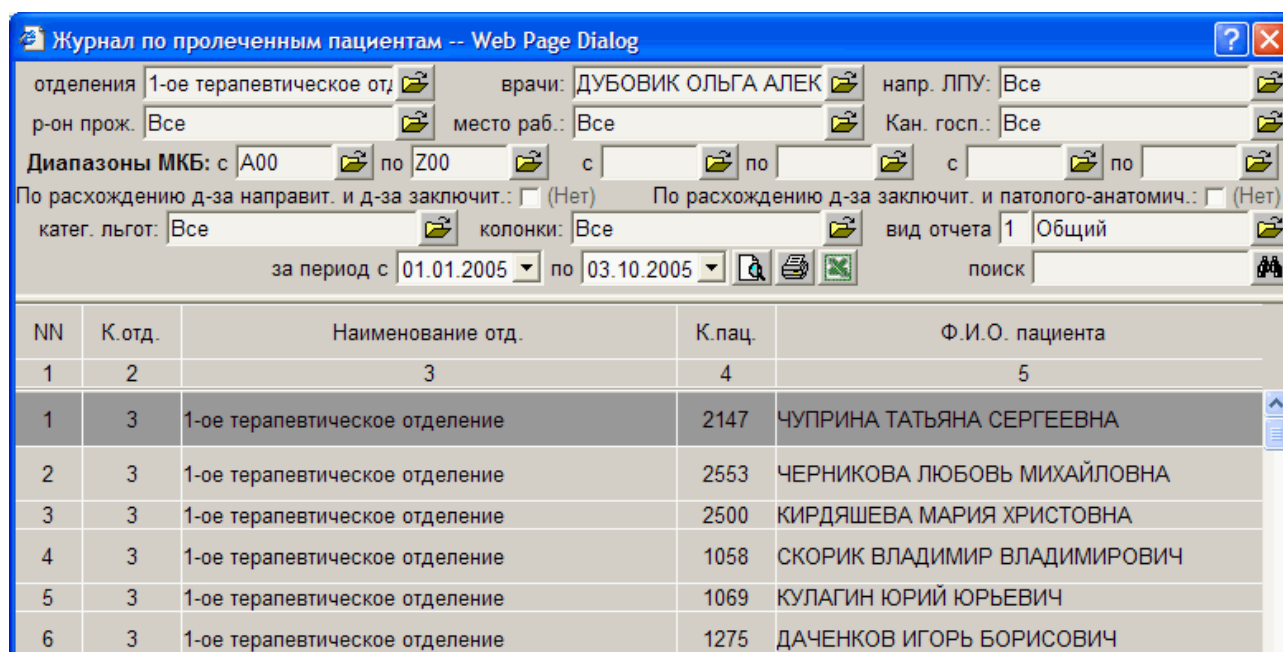 Журнал по пролеченным пациентам -- Web Page Dialog
отделения 1-ое терапевтическое отд врачи: ДУБОВИК ОЛЬГА АЛЕК напр. ЛПУ: Все
р-он прож. Все место раб.: Все Кан. госп.: Все
Диапазоны МКБ: с A00 по Z00 с по с по
По расхождению д-за направит. и д-за заключит.: (Нет) По расхождению д-за заключит. и патолого-анатомич.: (Нет)
катег. льгот: Все колонки: Все вид отчета 1 Общий
за период с 01.01.2005 по 03.10.2005 поиск
NN К.отд. Наименование отд. К.пац. Ф.И.О. пациента
1 2 3 4 5
1 3 1-ое терапевтическое отделение 2147 ЧУПРИНА ТАТЬЯНА СЕРГЕЕВНА
2 3 1-ое терапевтическое отделение 2553 ЧЕРНИКОВА ЛЮБОВЬ МИХАЙЛОВНА
3 3 1-ое терапевтическое отделение 2500 КИРДЯШЕВА МАРИЯ ХРИСТОВНА
4 3 1-ое терапевтическое отделение 1058 СКОРИК ВЛАДИМИР ВЛАДИМИРОВИЧ
5 3 1-ое терапевтическое отделение 1069 КУЛАГИН ЮРИЙ ЮРЬЕВИЧ
6 3 1-ое терапевтическое отделение 1275 ДАЧЕНКОВ ИГОРЬ БОРИСОВИЧ